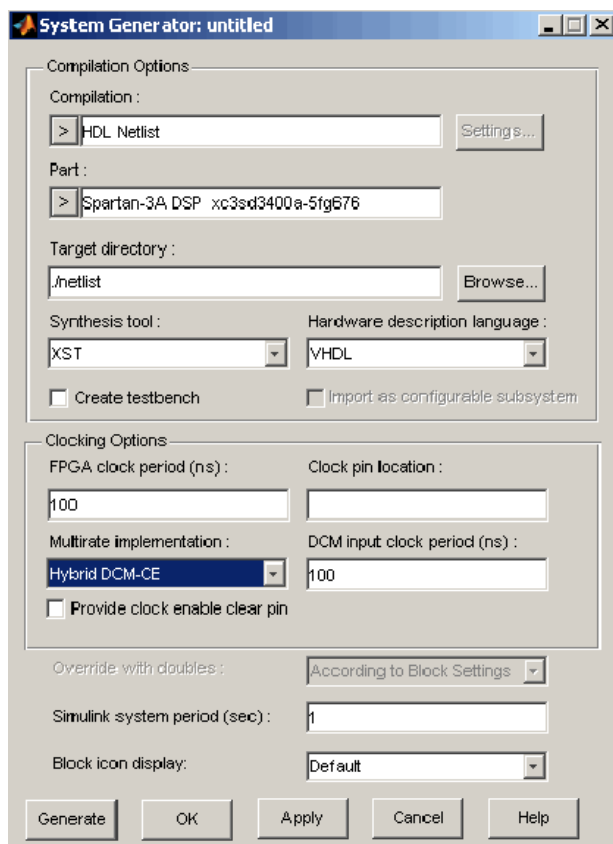 System Generator: untitled
Compilation Options
Compilation :
> HDL Netlist Settings...
Part :
> Spartan-3A DSP xc3sd3400a-5fg676
Target directory :
./netlist Browse...
Synthesis tool : Hardware description language :
XST VHDL
Create testbench Import as configurable subsystem
Clocking Options
FPGA clock period (ns) : Clock pin location :
100
Multirate implementation : DCM input clock period (ns) :
Hybrid DCM-CE 100
Provide clock enable clear pin
Override with doubles : According to Block Settings
Simulink system period (sec) : 1
Block icon display: Default
Generate OK Apply Cancel Help